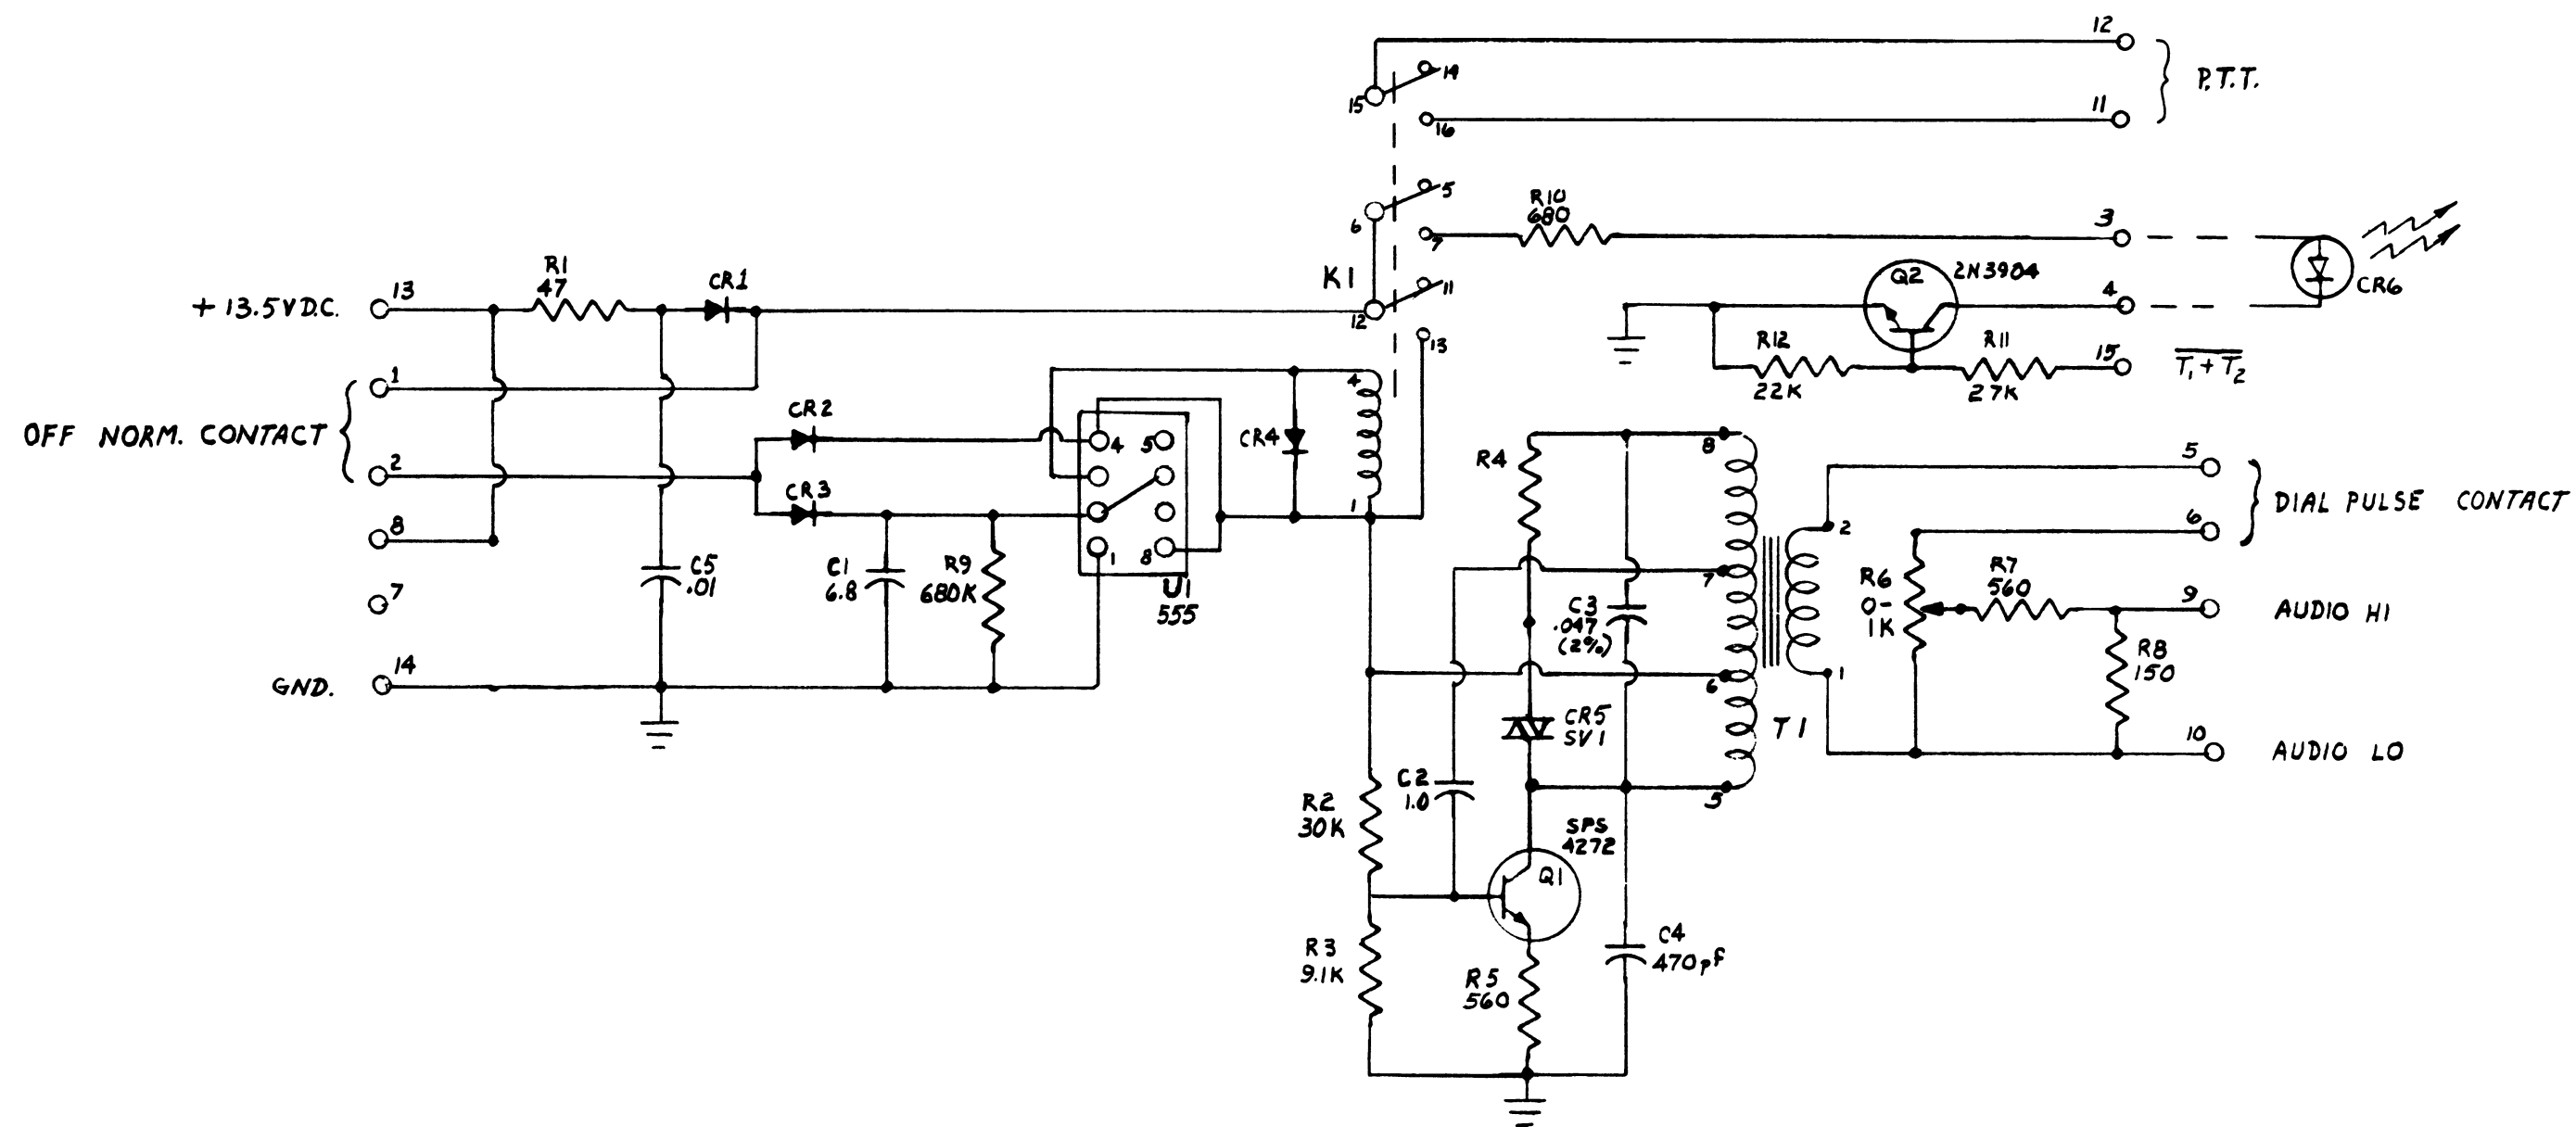 12
P.T.T.
14
15
11
16
5
R10
680
6
7
3
K1
Q2
2N3904
CR6
R1
47
CR1
+13.5V D.C.
13
11
12
4
13
R12
22K
R11
27K
15
T1 + T2
1
OFF NORM. CONTACT
2
CR2
CR3
4
5
4
1
CR4
8
7
GND.
14
C5
.01
C1
6.8
R9
680K
1
8
U1
555
R4
8
7
6
5
C3
.047
(2%)
CR5
SV1
T1
2
1
5
6
DIAL PULSE CONTACT
R6
0-
1K
R7
560
9
AUDIO HI
R8
150
10
AUDIO LO
C2
1.0
R2
30K
SPS
4272
Q1
R3
9.1K
R5
560
C4
470pf